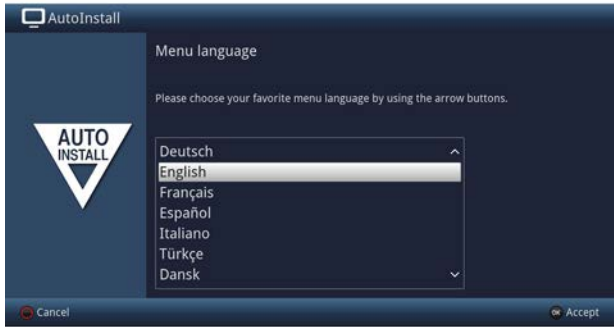 AutoInstall
Menu language
Please choose your favorite menu language by using the arrow buttons.
AUTO
INSTALL
Deutsch
English
Français
Español
Italiano
Türkçe
Dansk
Cancel
OK Accept